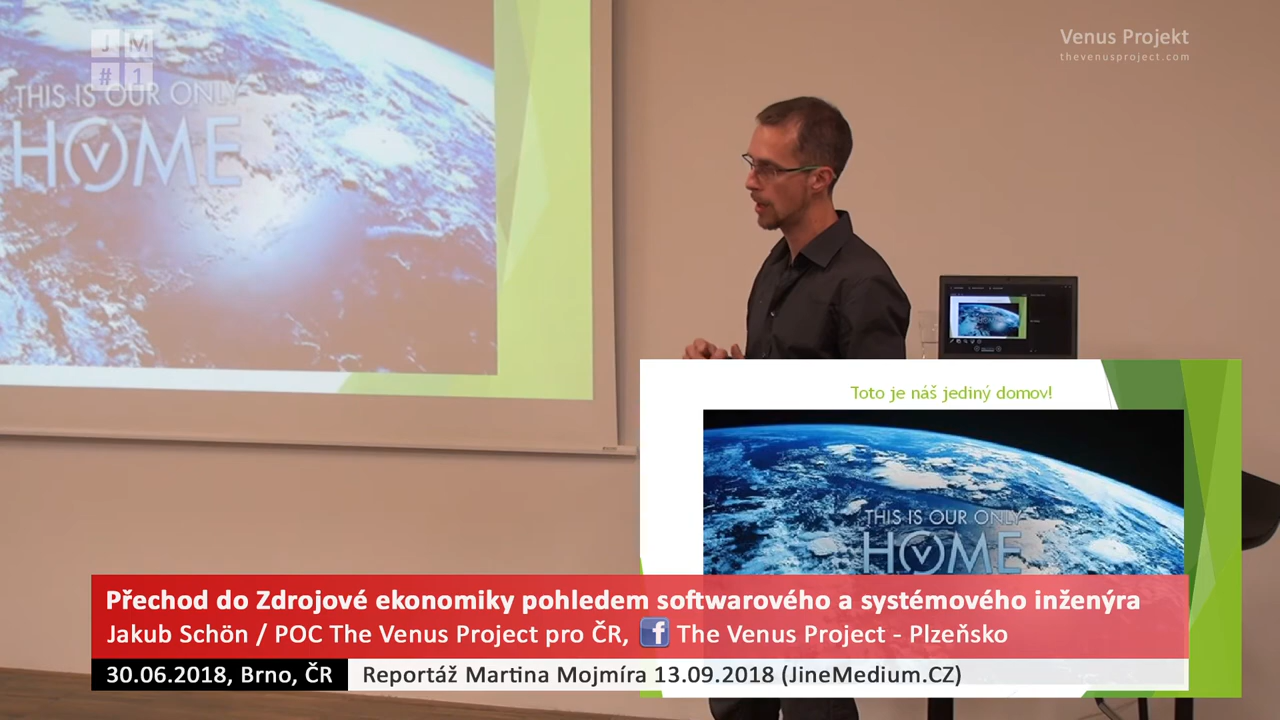 J M
# 1
Venus Projekt
thevenusproject.com
THIS IS OUR ONLY
HOME
Toto je náš jediný domov!
THIS IS OUR ONLY
HOME
Přechod do Zdrojové ekonomiky pohledem softwarového a systémového inženýra
Jakub Schön / POC The Venus Project pro ČR, f The Venus Project - Plzeňsko
30.06.2018, Brno, ČR
Reportáž Martina Mojmíra 13.09.2018 (JineMedium.CZ)